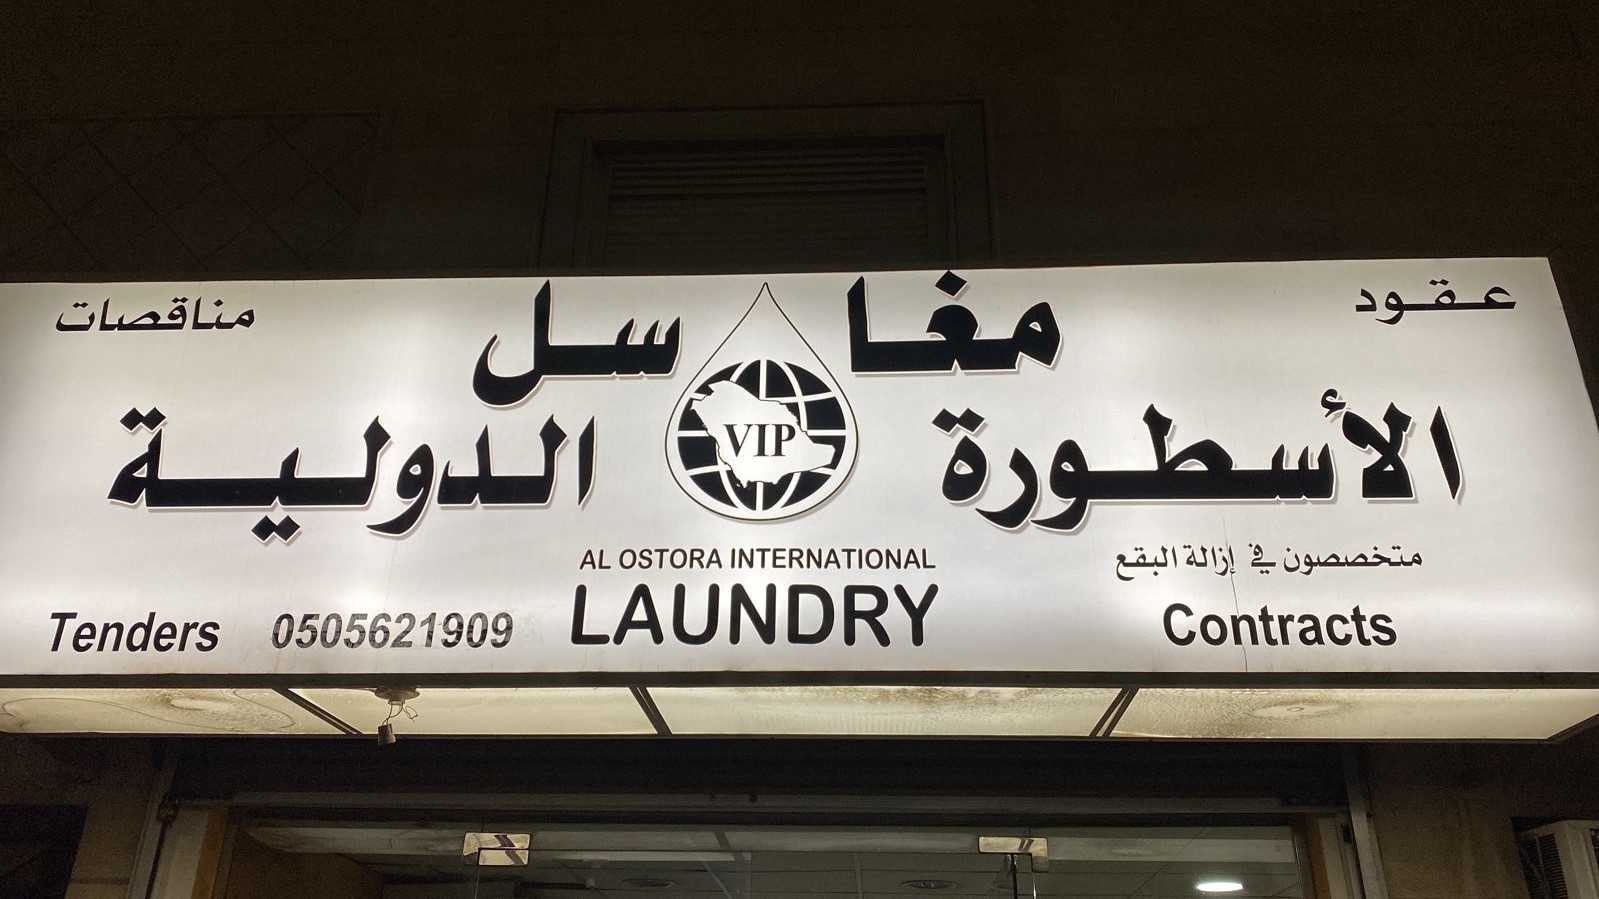 عقود
مناقصات
مغاسل
الأسطورة الدولية
VIP
AL OSTORA INTERNATIONAL
متخصصون في إزالة البقع
Tenders 0505621909 LAUNDRY Contracts